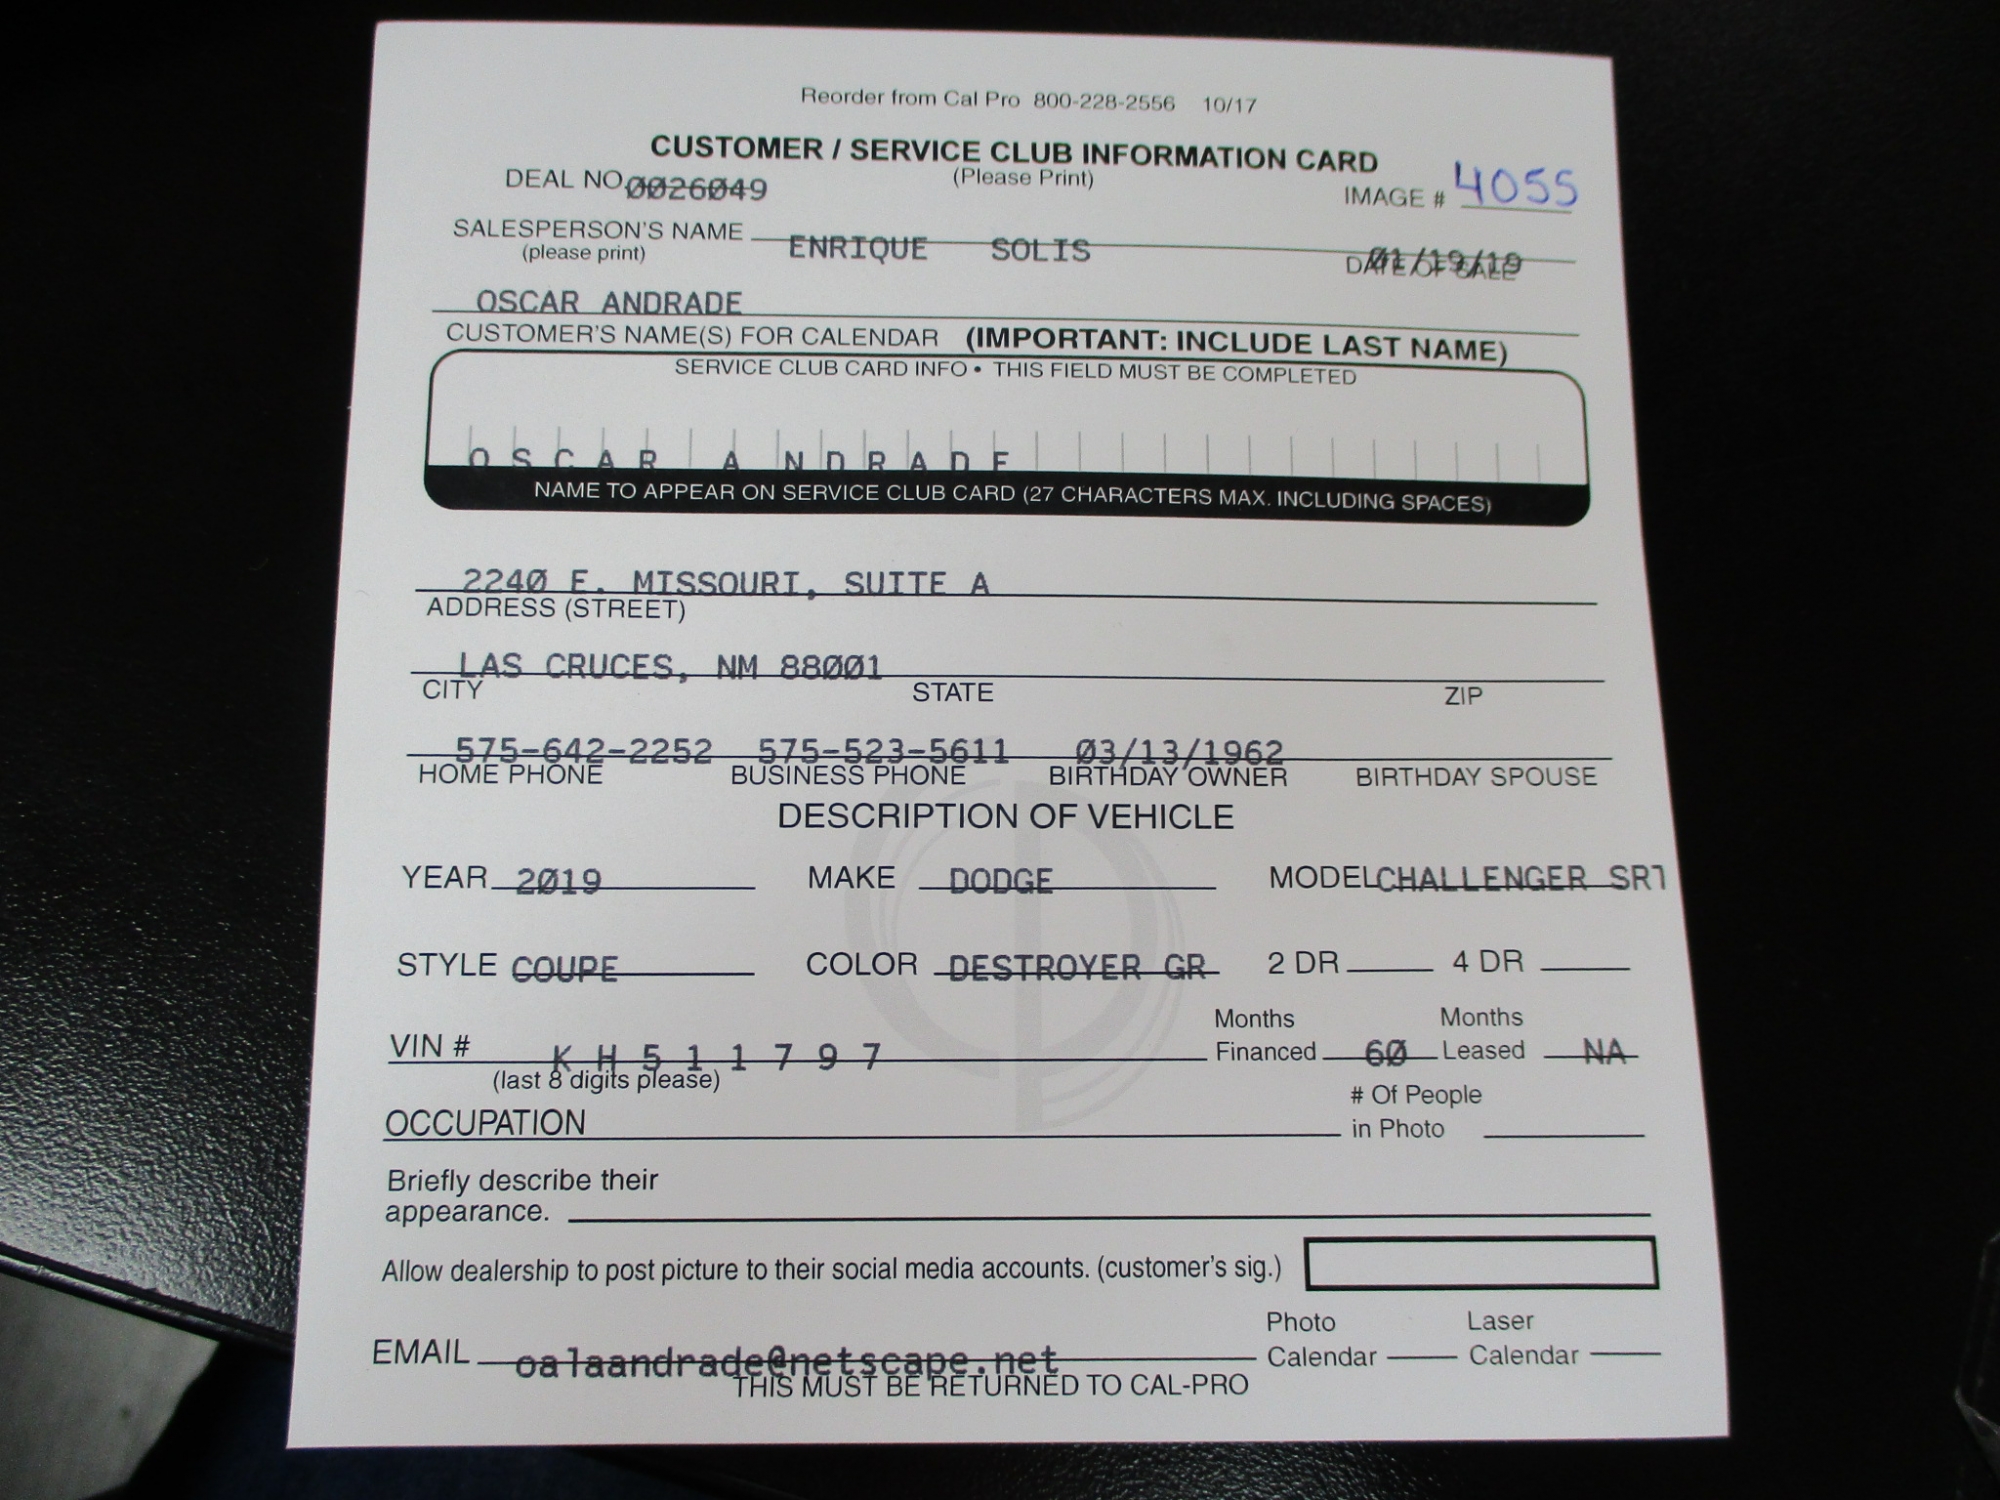 Reorder from Cal Pro 800-228-2556 10/17
CUSTOMER / SERVICE CLUB INFORMATION CARD
(Please Print)
DEAL NO 0026049
IMAGE # 4055
SALESPERSON'S NAME ENRIQUE SOLIS
(please print)
01/19/19
DATE OF SALE
OSCAR ANDRADE
CUSTOMER'S NAME(S) FOR CALENDAR (IMPORTANT: INCLUDE LAST NAME)
SERVICE CLUB CARD INFO • THIS FIELD MUST BE COMPLETED
OSCAR ANDRADE
NAME TO APPEAR ON SERVICE CLUB CARD (27 CHARACTERS MAX. INCLUDING SPACES)
2240 E. MISSOURI, SUITE A
ADDRESS (STREET)
LAS CRUCES, NM 88001
CITY STATE ZIP
575-642-2252 575-523-5611 03/13/1962
HOME PHONE BUSINESS PHONE BIRTHDAY OWNER BIRTHDAY SPOUSE
DESCRIPTION OF VEHICLE
YEAR 2019 MAKE DODGE MODEL CHALLENGER SRT
STYLE COUPE COLOR DESTROYER GR 2 DR 4 DR
Months Months
VIN # KH511797 Financed 60 Leased NA
(last 8 digits please)
# Of People
OCCUPATION in Photo
Briefly describe their
appearance.
Allow dealership to post picture to their social media accounts. (customer's sig.)
Photo Laser
EMAIL oalaandrade@netscape.net Calendar Calendar
THIS MUST BE RETURNED TO CAL-PRO